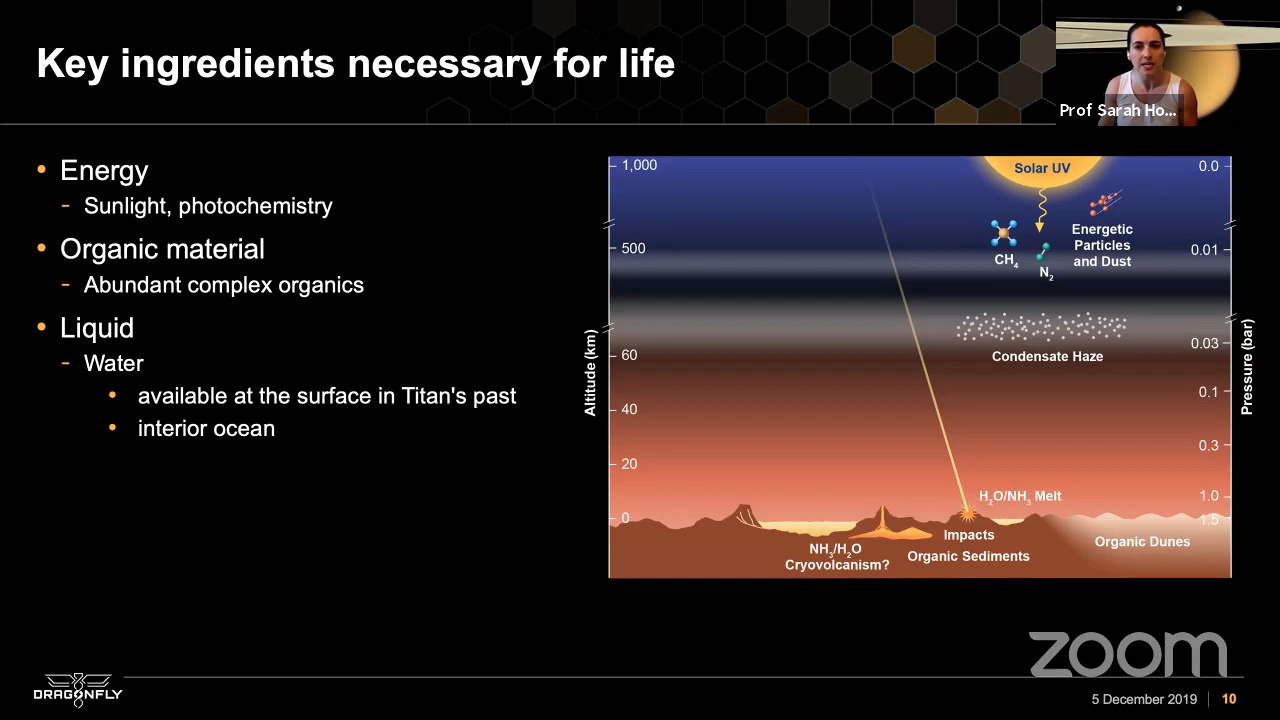 Key ingredients necessary for life
Prof Sarah Ho...
• Energy
- Sunlight, photochemistry
• Organic material
- Abundant complex organics
• Liquid
- Water
• available at the surface in Titan's past
• interior ocean
Altitude (km)
1,000
500
60
40
20
0
Solar UV
Energetic
Particles
and Dust
CH4
N2
Condensate Haze
H2O/NH3 Melt
Impacts
Organic Sediments
NH3/H2O
Cryovolcanism?
Organic Dunes
0.0
0.01
0.03
0.1
0.3
1.0
1.5
Pressure (bar)
zoom
DRAGONFLY
5 December 2019
10